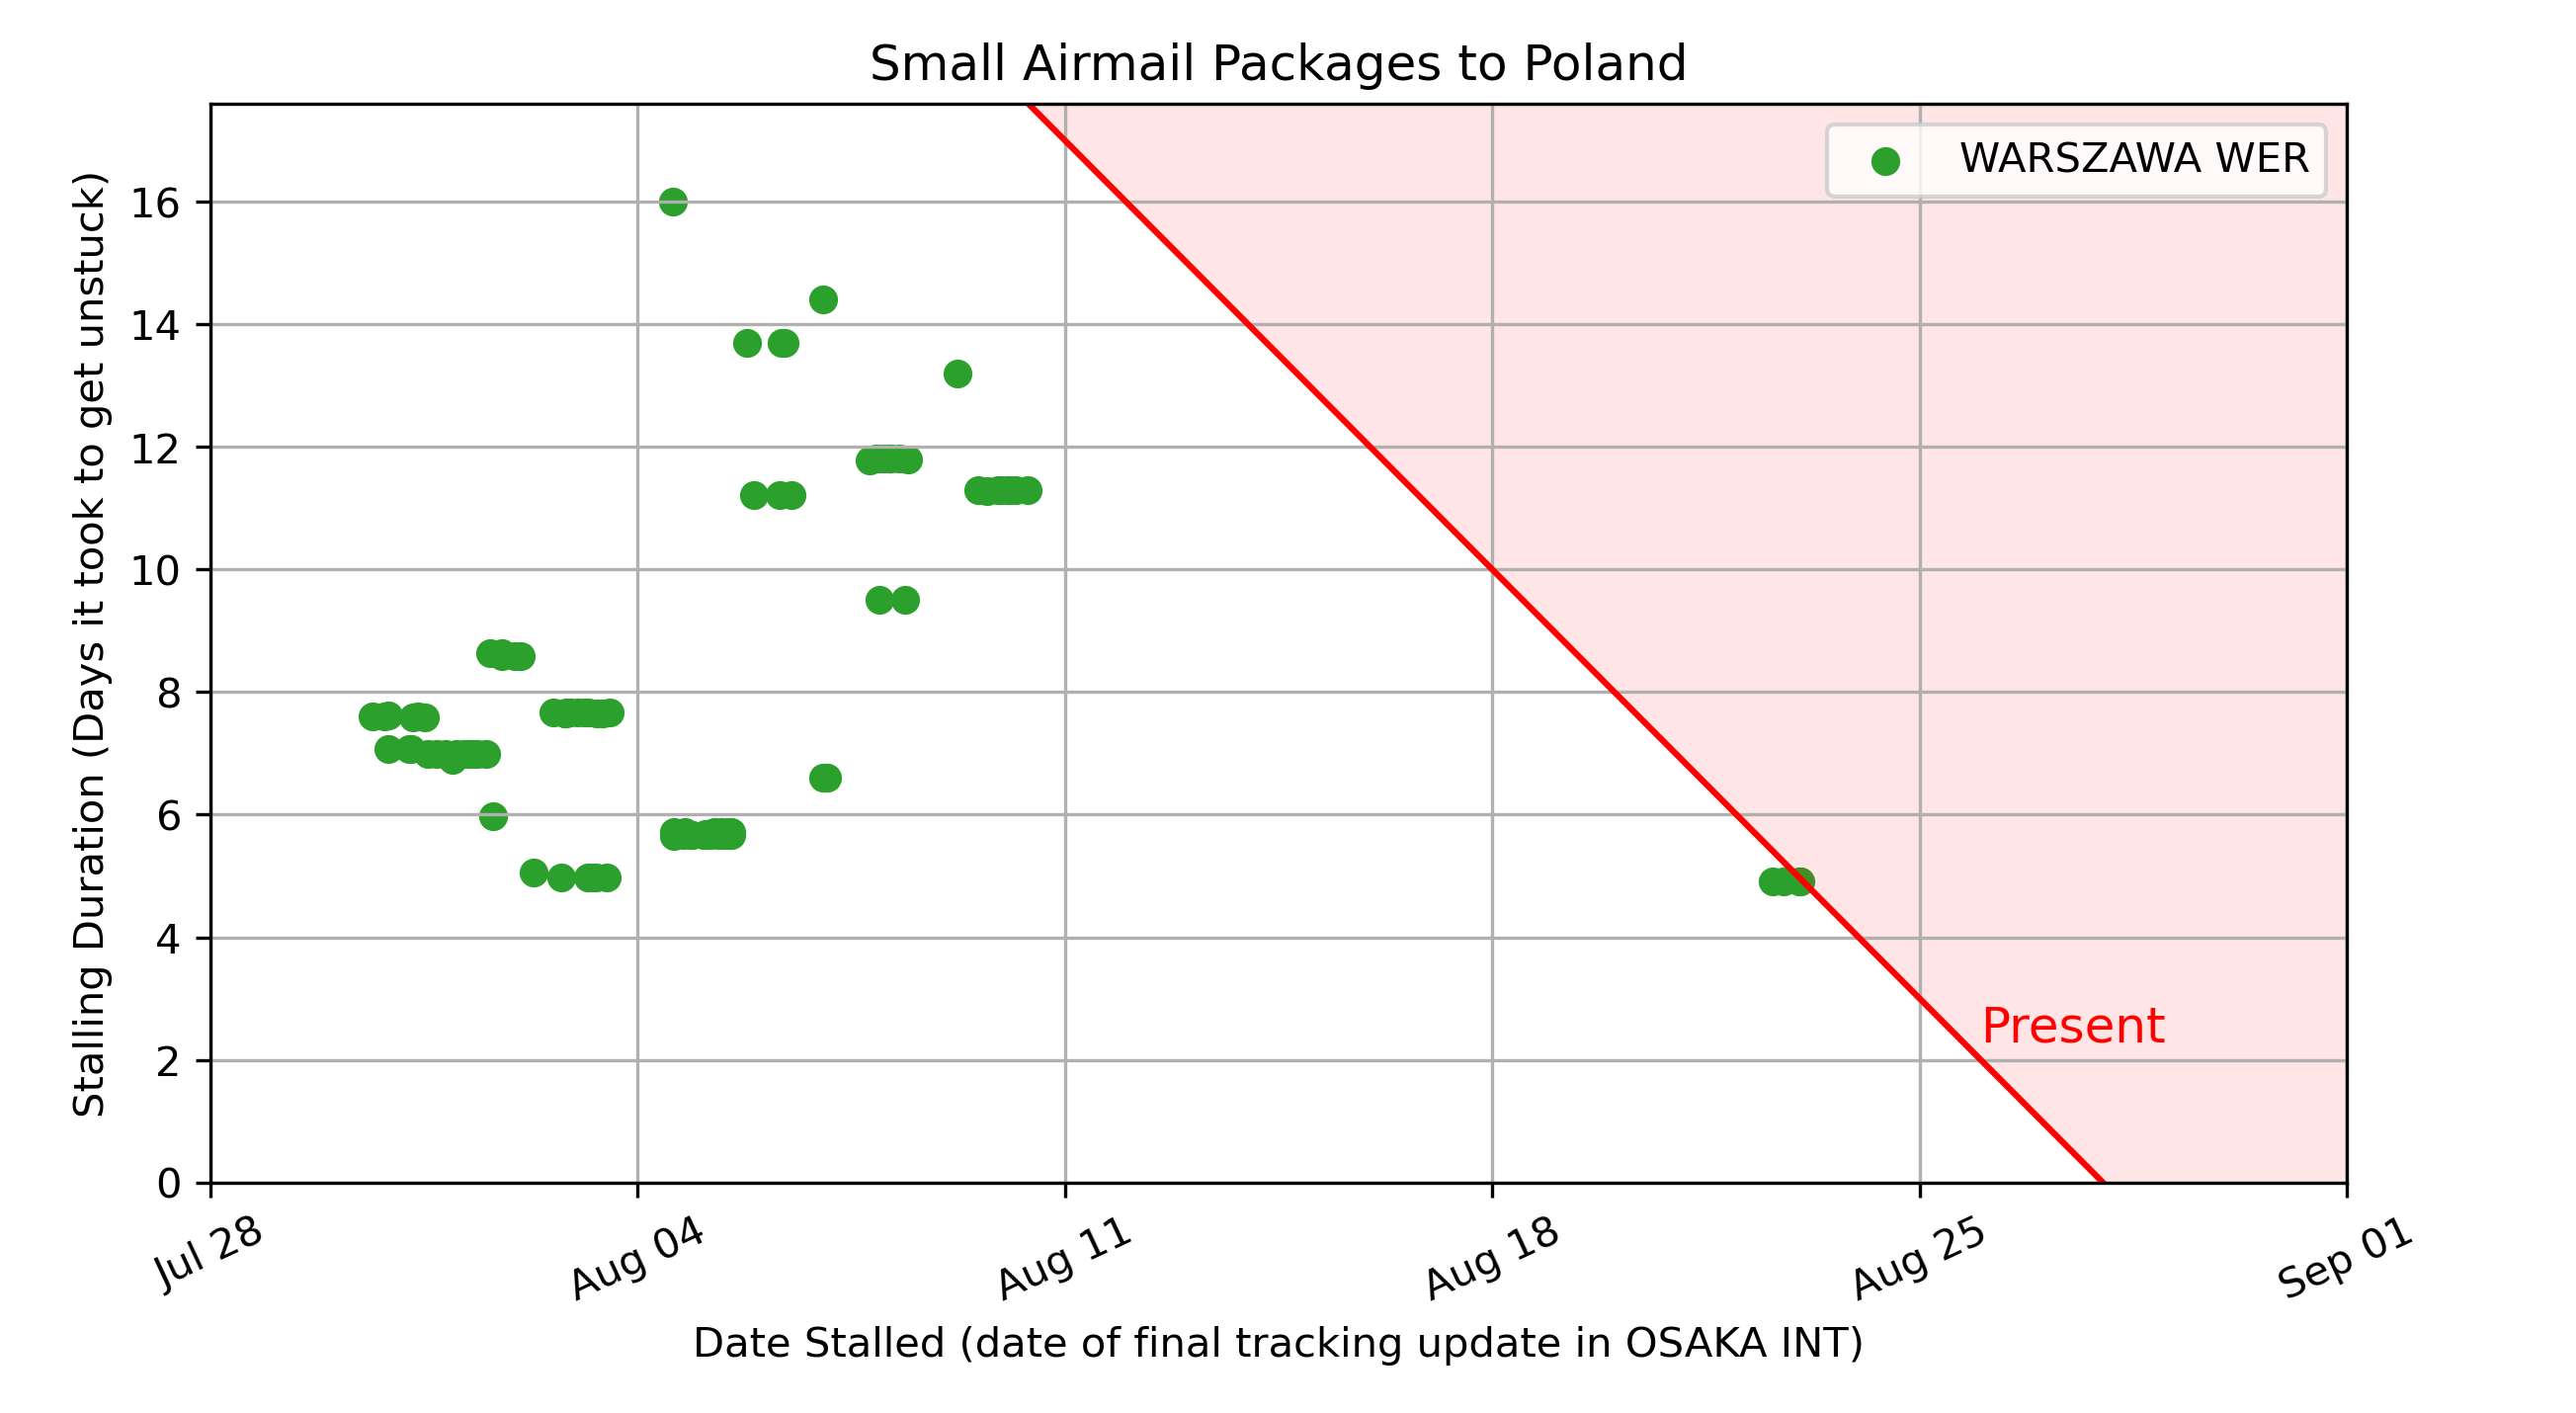 Small Airmail Packages to Poland
WARSZAWA WER
Stalling Duration (Days it took to get unstuck)
16
14
12
10
8
6
4
2
0
Present
Jul 28
Aug 04
Aug 11
Aug 18
Aug 25
Sep 01
Date Stalled (date of final tracking update in OSAKA INT)